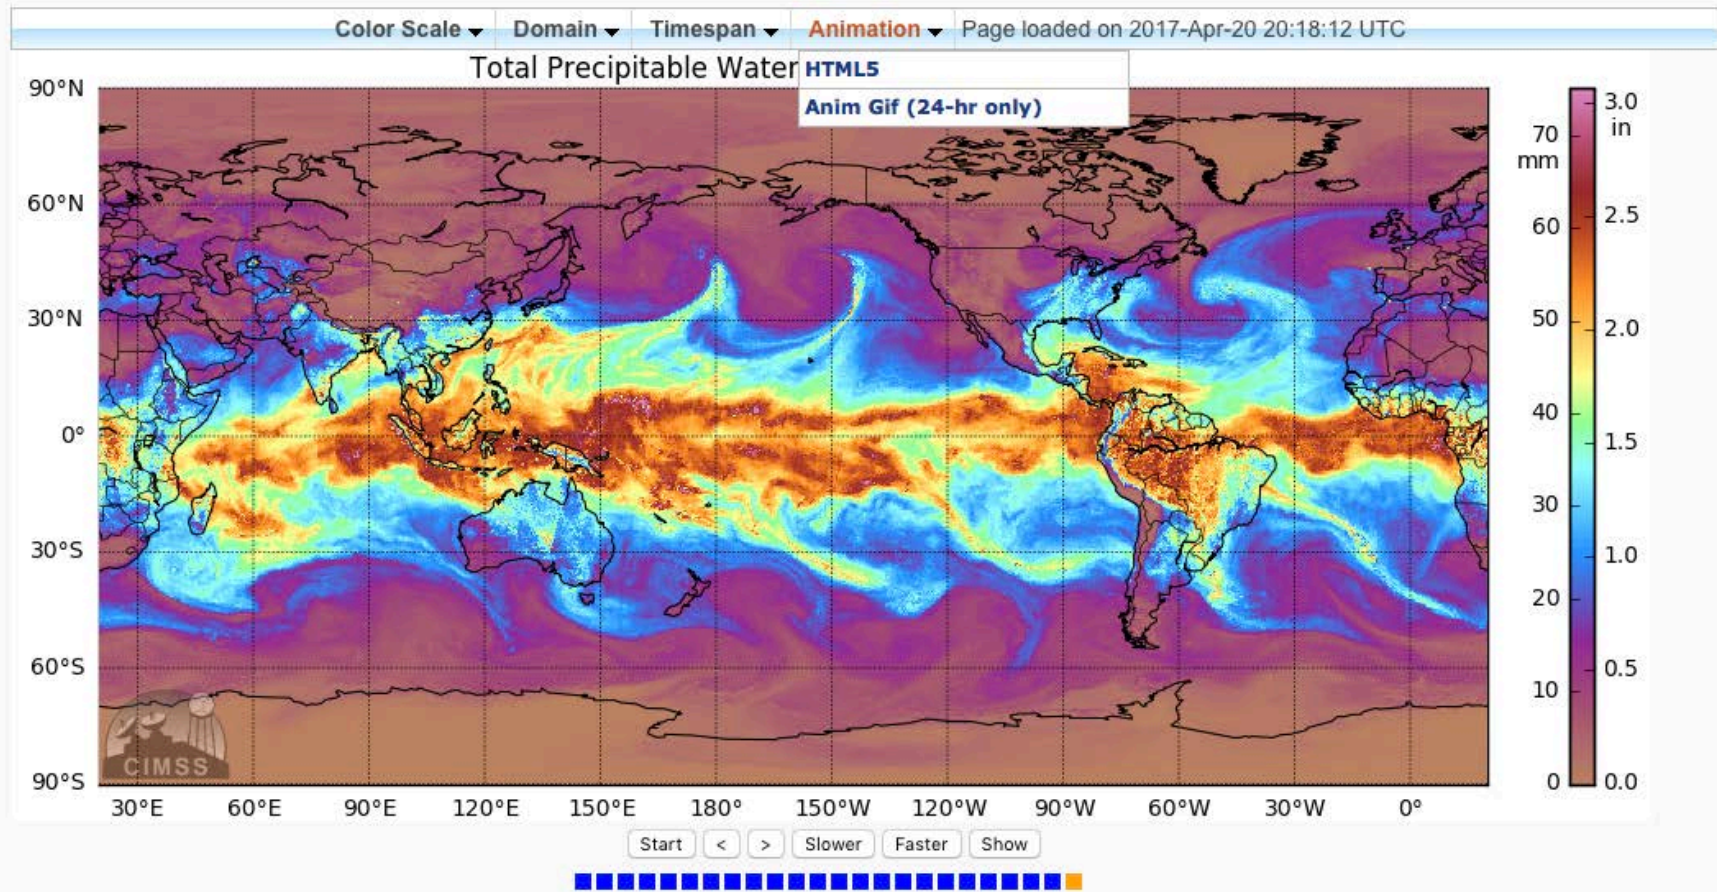 Color Scale Domain Timespan Animation Page loaded on 2017-Apr-20 20:18:12 UTC
Total Precipitable Water
HTML5
Anim Gif (24-hr only)
90°N
60°N
30°N
0°
30°S
60°S
90°S
30°E 60°E 90°E 120°E 150°E 180° 150°W 120°W 90°W 60°W 30°W 0°
70
mm
60
50
40
30
20
10
0
3.0
in
2.5
2.0
1.5
1.0
0.5
0.0
CIMSS
Start < > Slower Faster Show